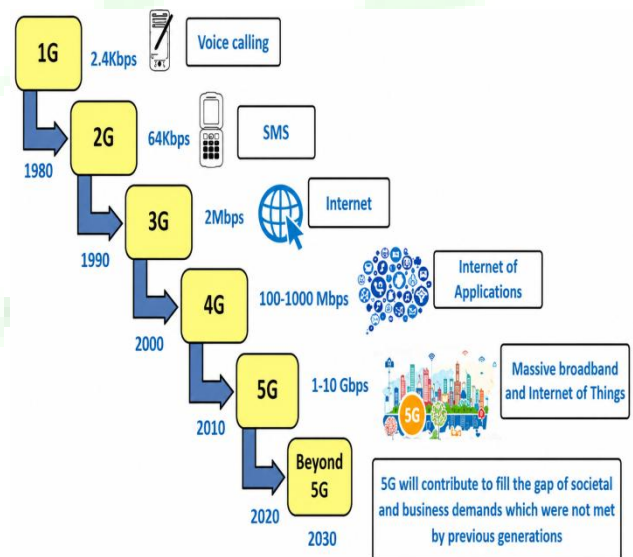 1G
2.4Kbps
Voice calling
1980
2G
64Kbps
SMS
1990
3G
2Mbps
Internet
2000
4G
100-1000 Mbps
Internet of
Applications
2010
5G
1-10 Gbps
5G
Massive broadband
and Internet of Things
2020
Beyond
5G
2030
5G will contribute to fill the gap of societal
and business demands which were not met
by previous generations